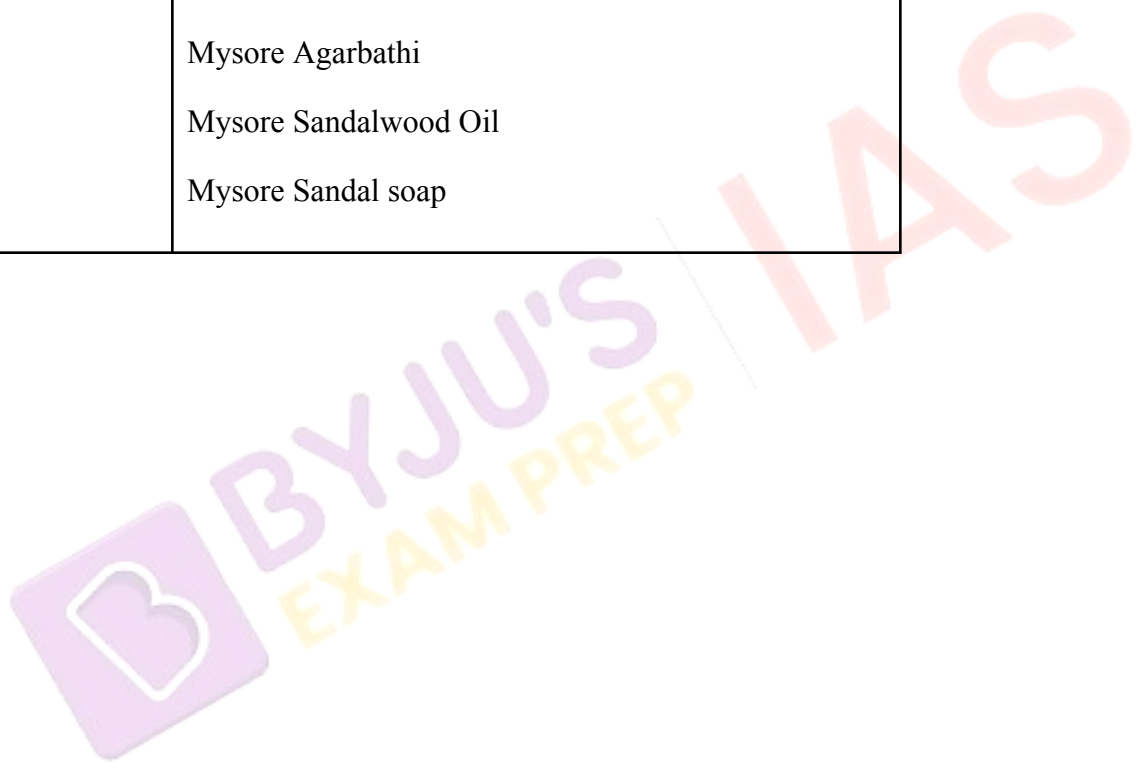 Mysore Agarbathi
Mysore Sandalwood Oil
Mysore Sandal soap
BYJU'S
EXAM PREP
IAS